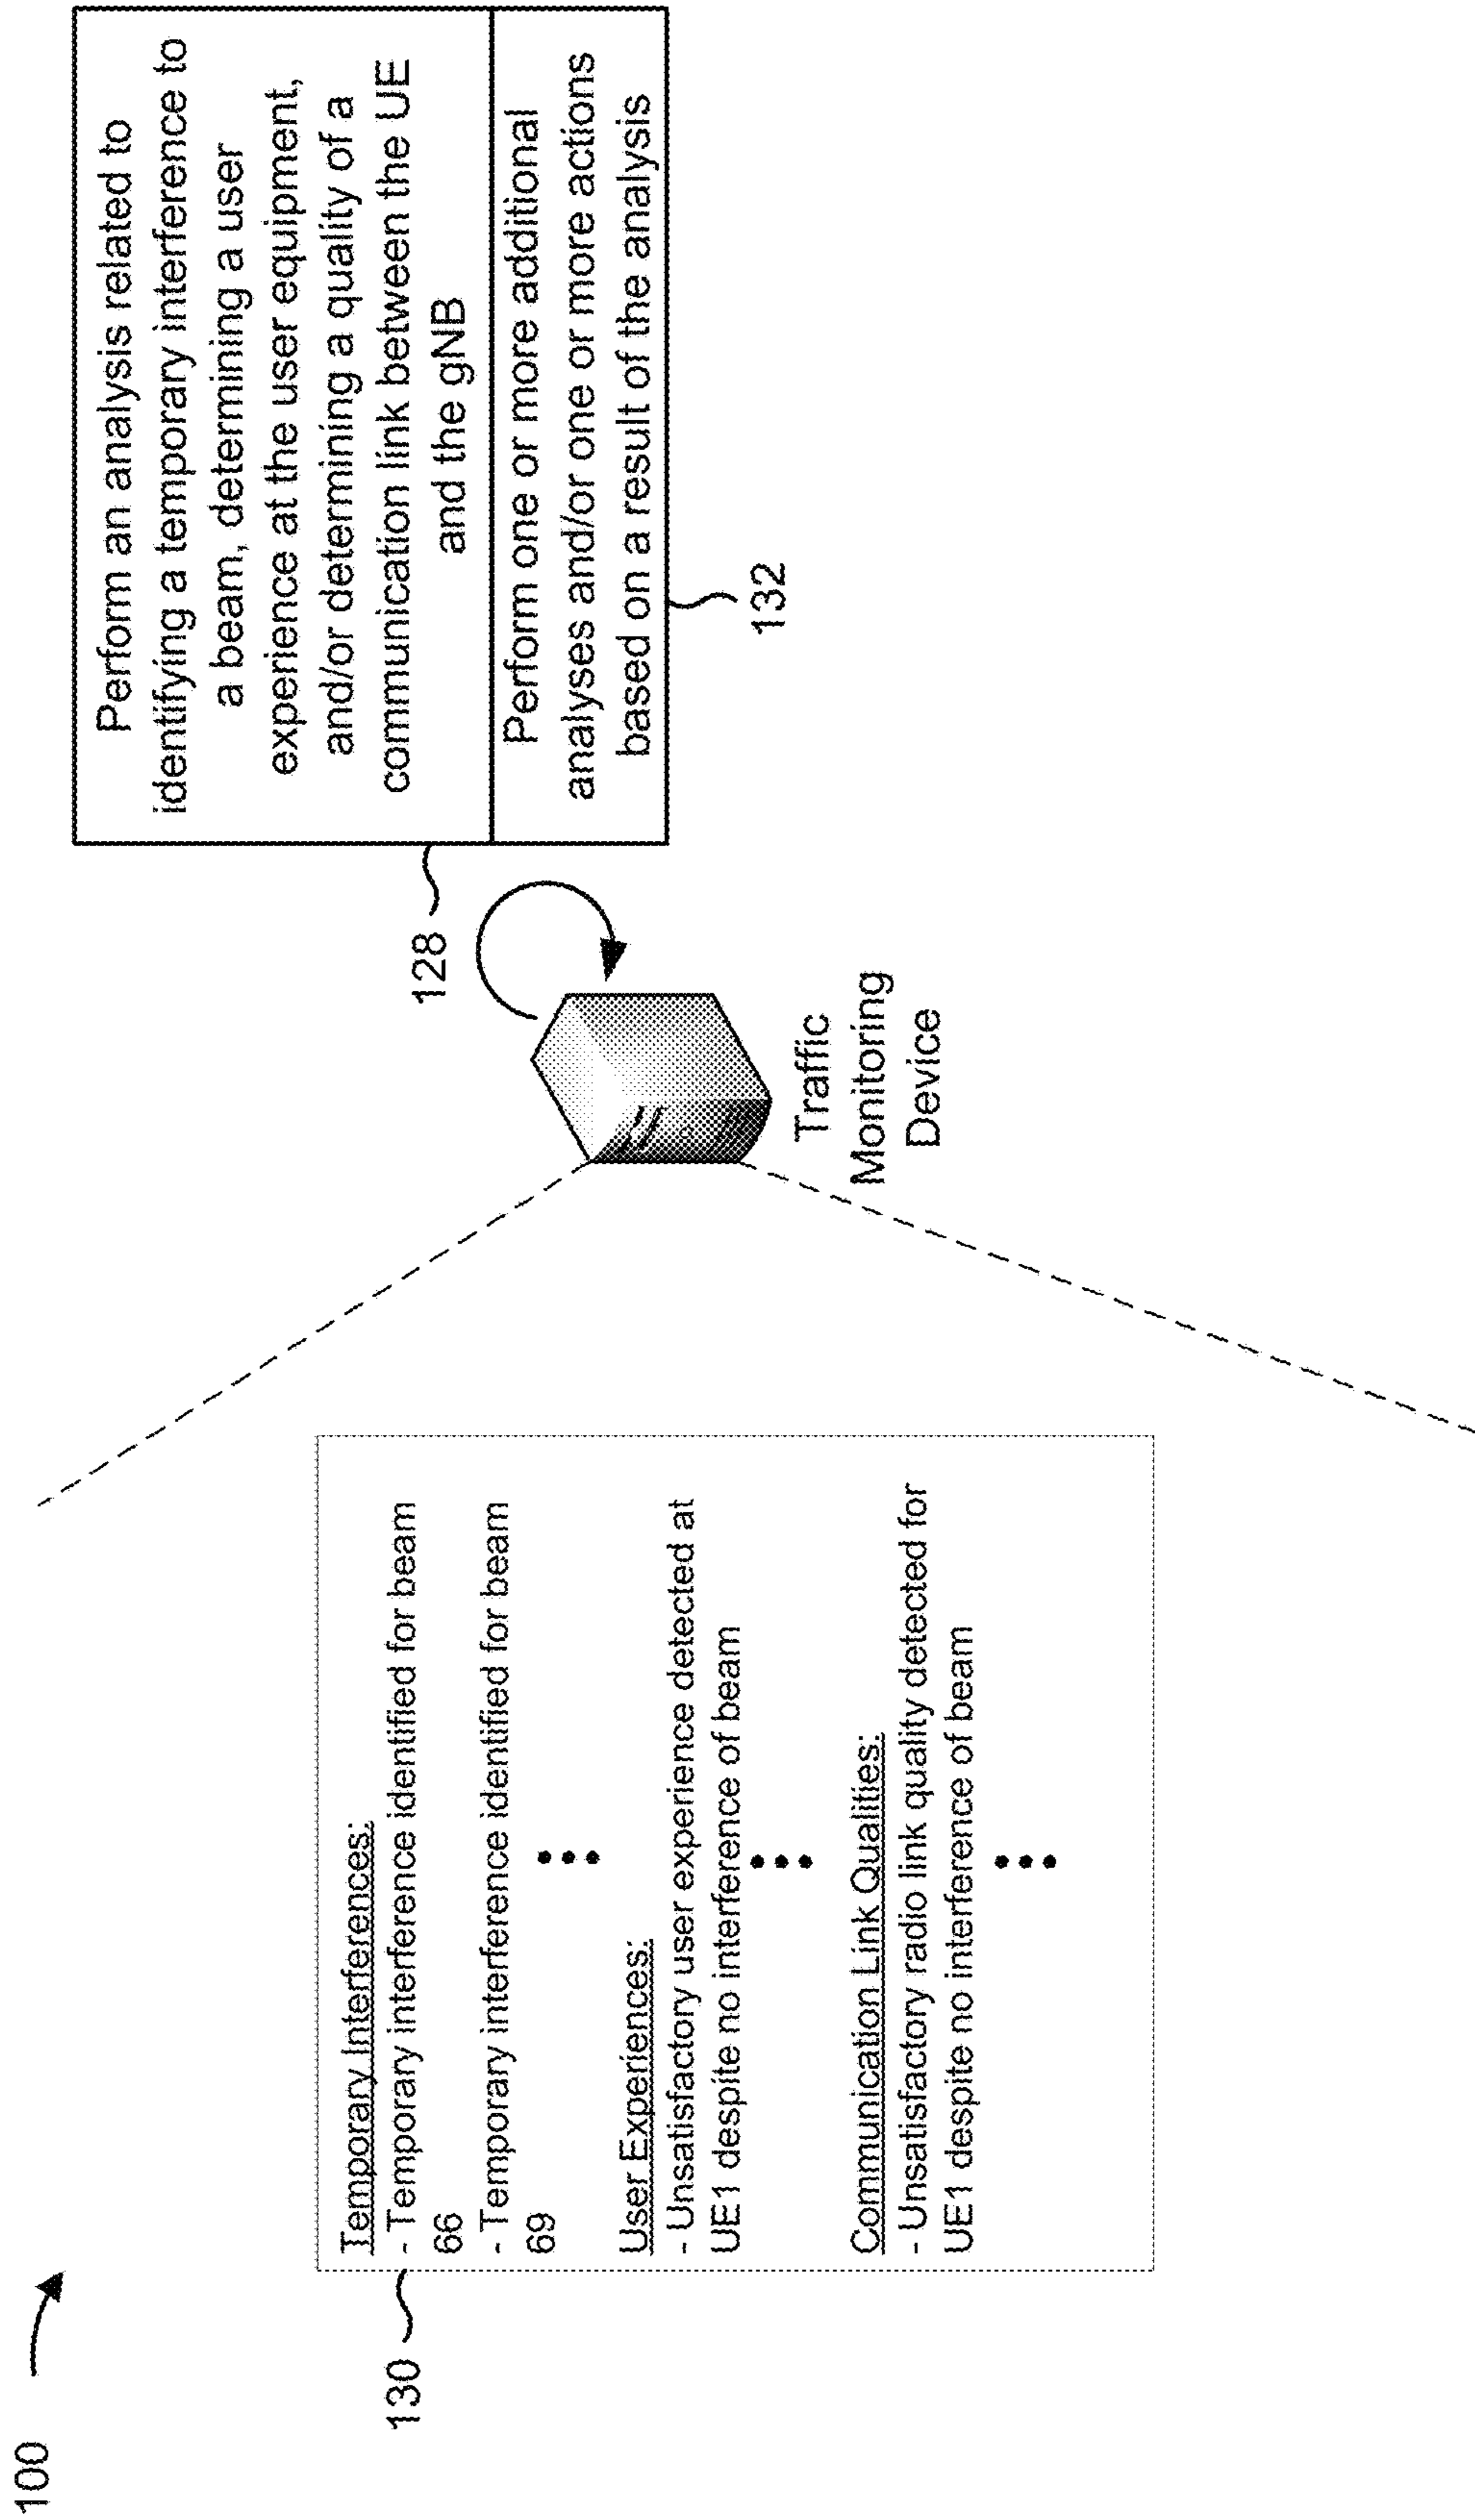 100
130
Temporary Interferences:
- Temporary interference identified for beam
66
- Temporary interference identified for beam
69
User Experiences:
- Unsatisfactory user experience detected at
UE1 despite no interference of beam
Communication Link Qualities:
- Unsatisfactory radio link quality detected for
UE1 despite no interference of beam
Traffic
Monitoring
Device
128
Perform an analysis related to
identifying a temporary interference to
a beam, determining a user
experience at the user equipment,
and/or determining a quality of a
communication link between the UE
and the gNB
Perform one or more additional
analyses and/or one or more actions
based on a result of the analysis
132